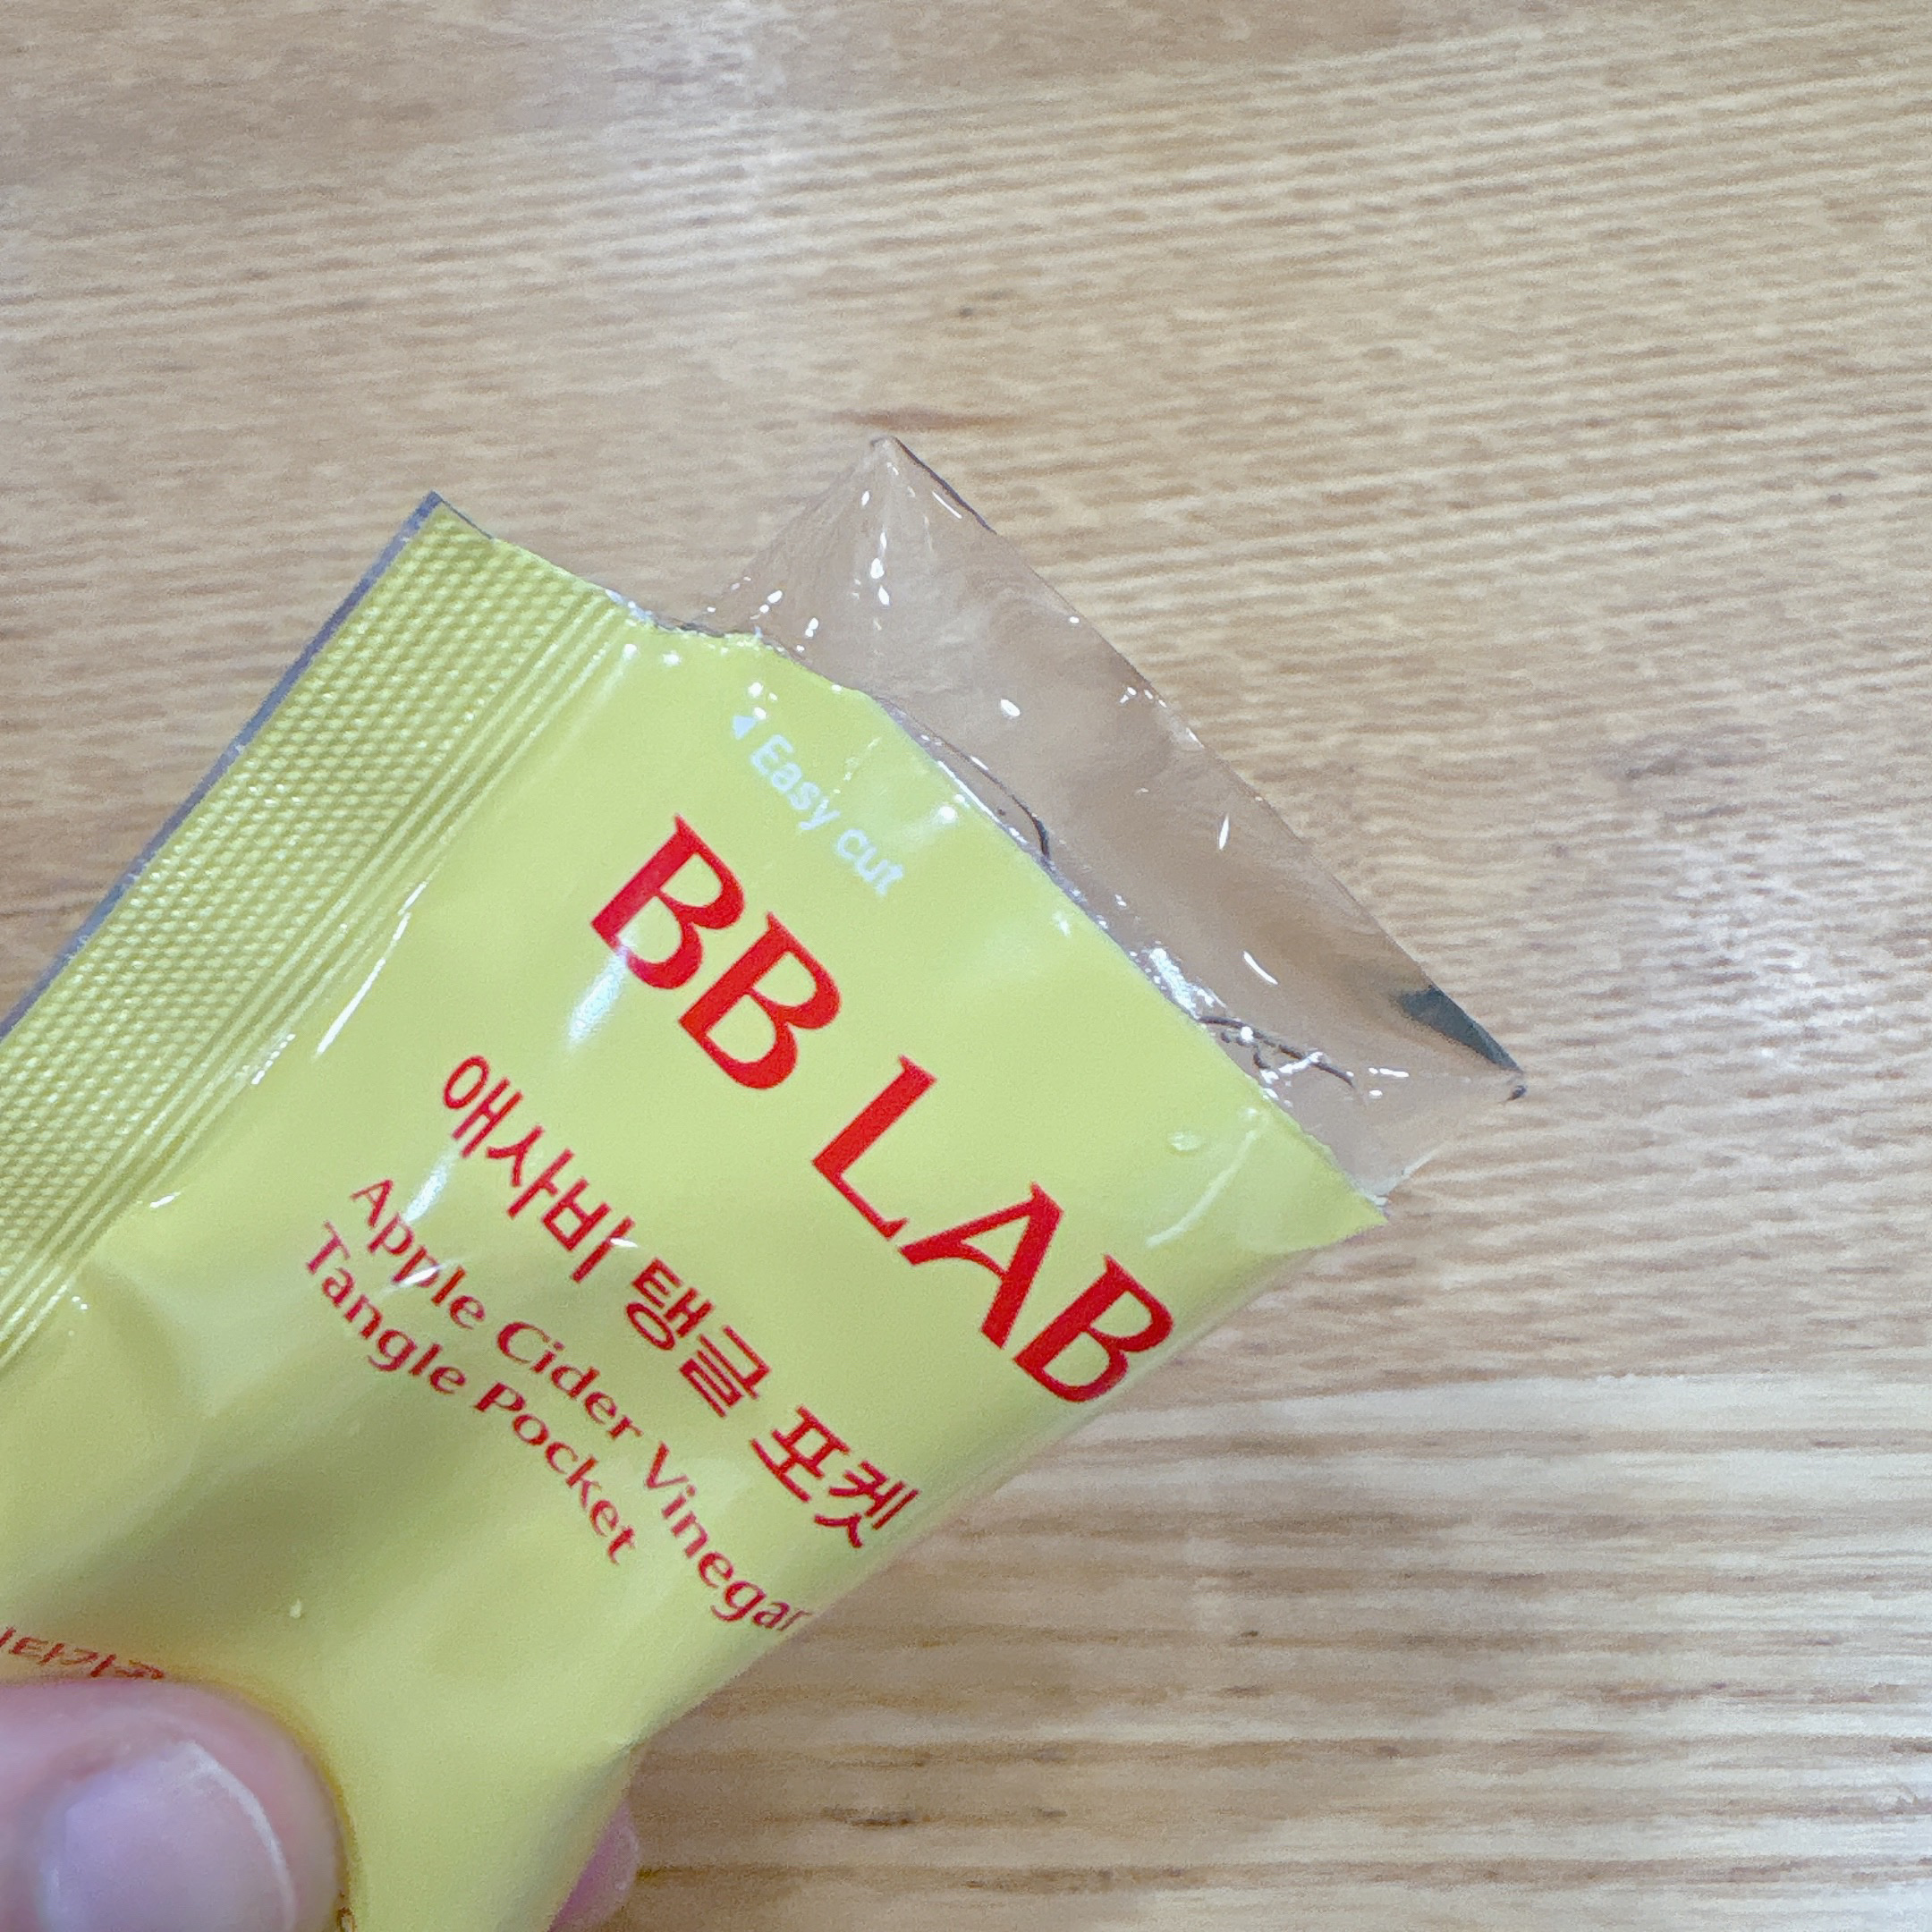 ◀ Easy cut
BB LAB
애사비 탱글 포켓
Apple Cider Vinegar
Tangle Pocket